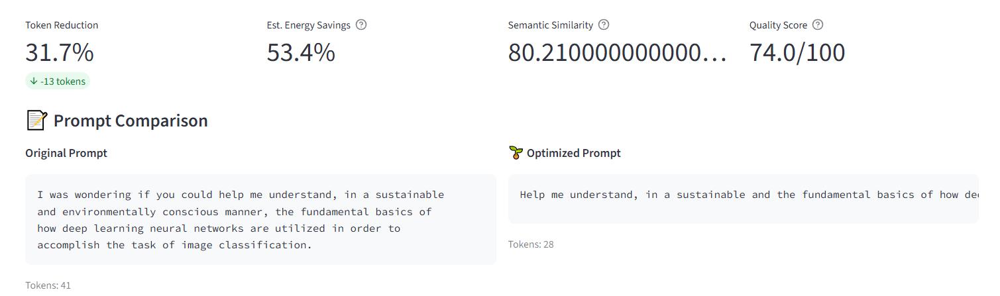 Token Reduction
31.7%
-13 tokens
Est. Energy Savings
53.4%
Semantic Similarity
80.210000000000...
Quality Score
74.0/100
Prompt Comparison
Original Prompt
I was wondering if you could help me understand, in a sustainable
and environmentally conscious manner, the fundamental basics of
how deep learning neural networks are utilized in order to
accomplish the task of image classification.
Tokens: 41
Optimized Prompt
Help me understand, in a sustainable and the fundamental basics of how
Tokens: 28